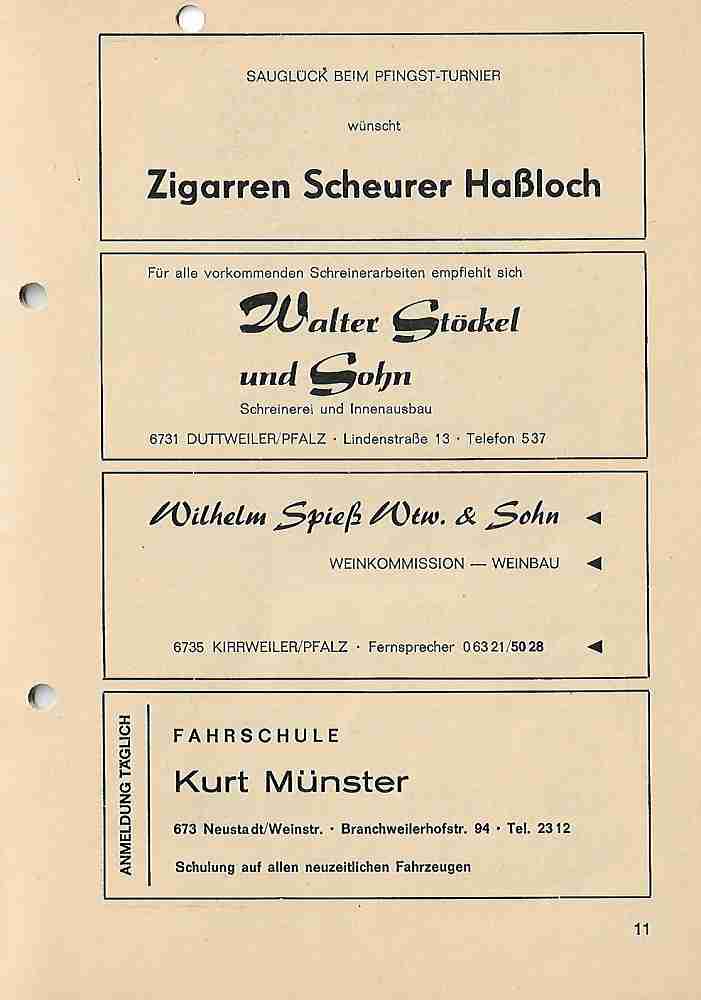 SAUGLÜCK BEIM PFINGST-TURNIER
wünscht
Zigarren Scheurer Haßloch
Für alle vorkommenden Schreinerarbeiten empfiehlt sich
Walter Stöckel
und Sohn
Schreinerei und Innenausbau
6731 DUTTWEILER/PFALZ · Lindenstraße 13 · Telefon 537
Wilhelm Spieß Wtw. & Sohn ◄
WEINKOMMISSION — WEINBAU ◄
6735 KIRRWEILER/PFALZ · Fernsprecher 06321/5028 ◄
ANMELDUNG TÄGLICH
FAHRSCHULE
Kurt Münster
673 Neustadt/Weinstr. · Branchweilerhofstr. 94 · Tel. 2312
Schulung auf allen neuzeitlichen Fahrzeugen
11